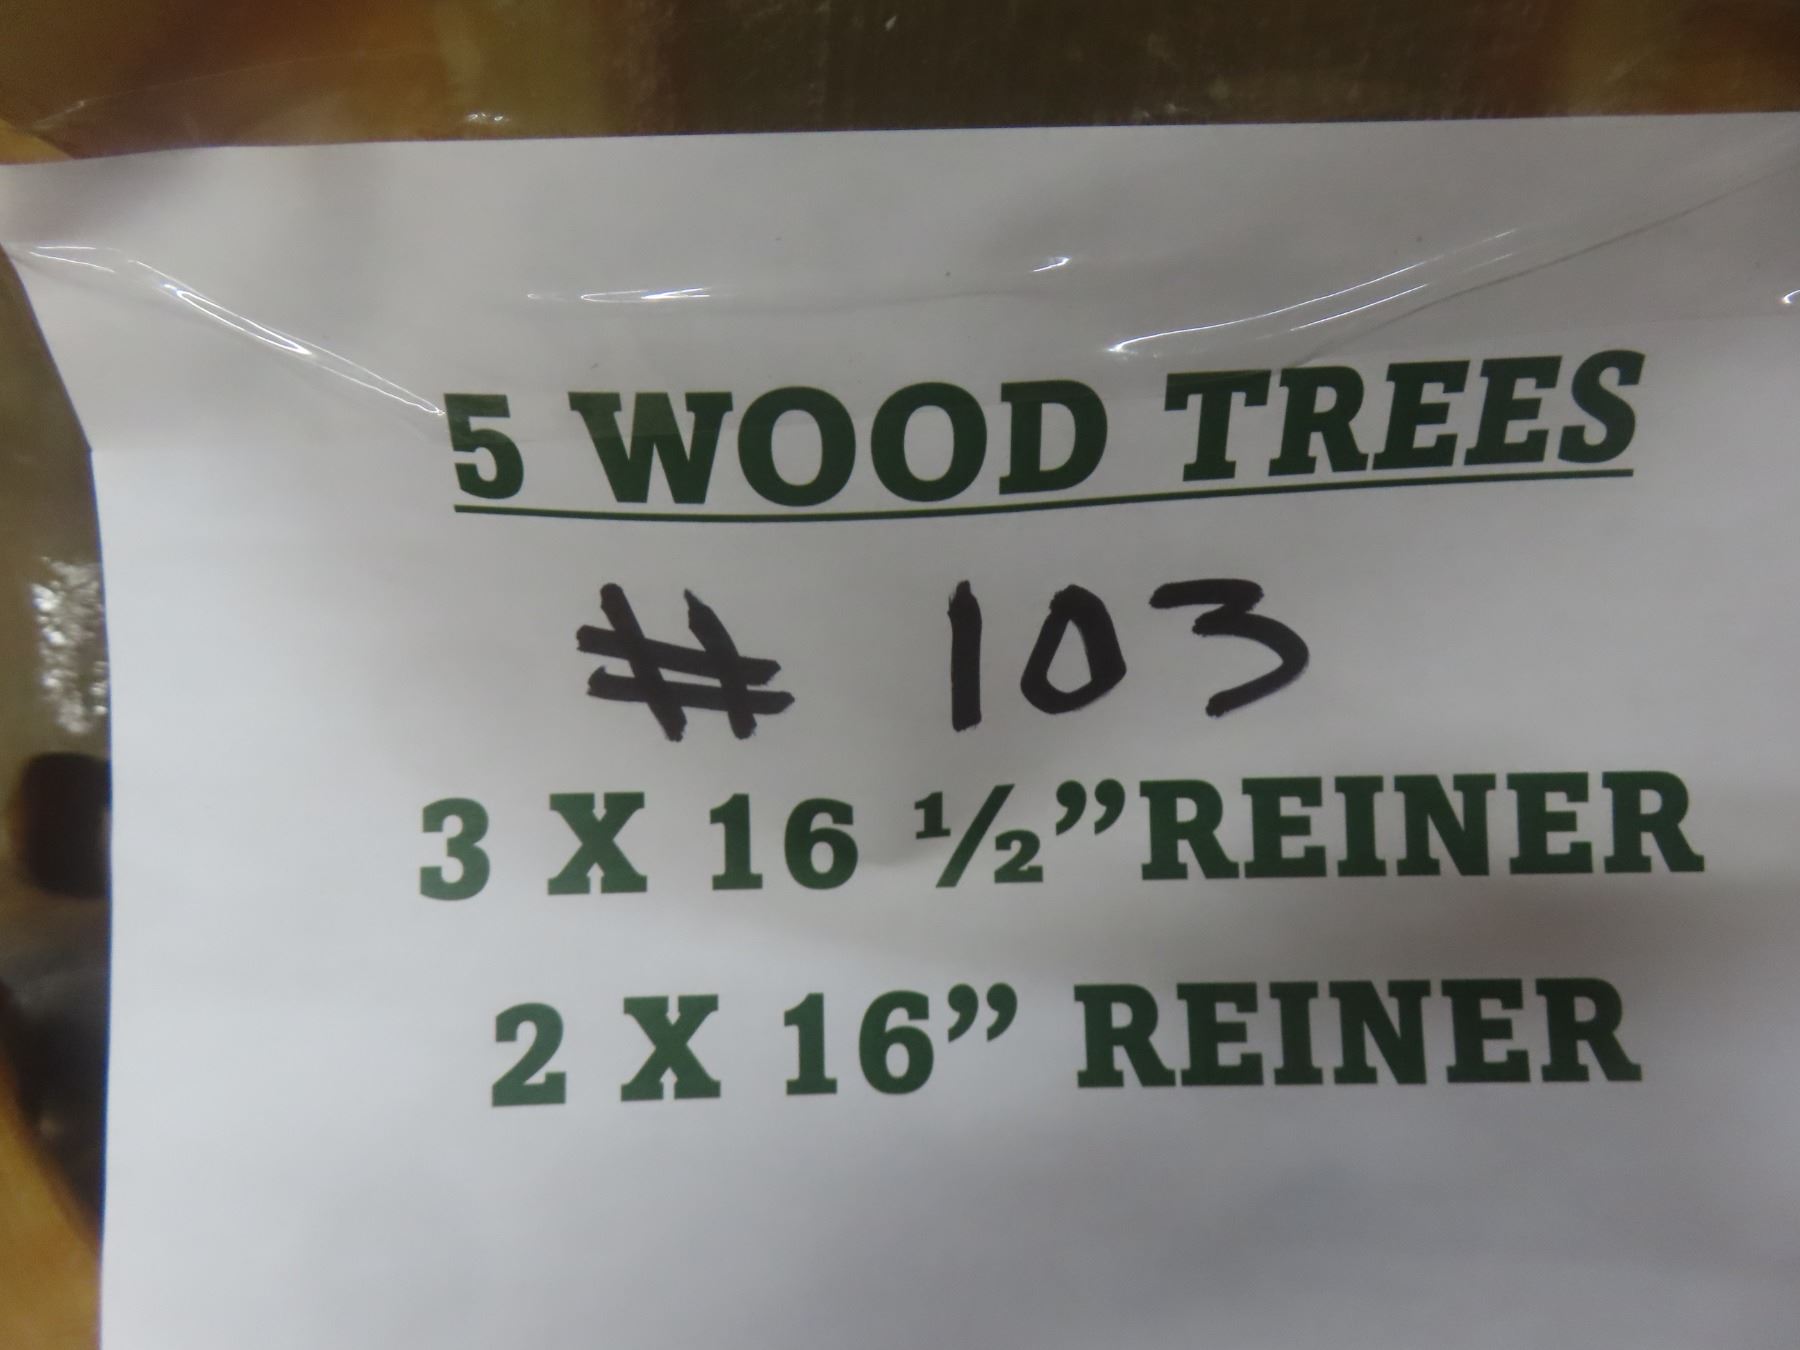 5 WOOD TREES
# 103
3 X 16 ½”REINER
2 X 16” REINER